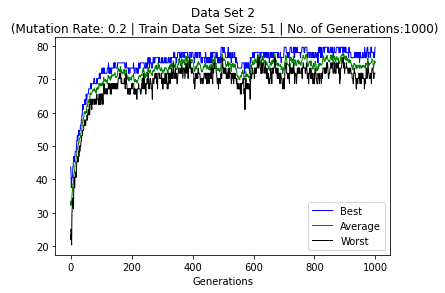 Data Set 2
(Mutation Rate: 0.2 | Train Data Set Size: 51 | No. of Generations:1000)
80
70
60
50
40
30
20
0 200 400 600 800 1000
Generations
Best
Average
Worst